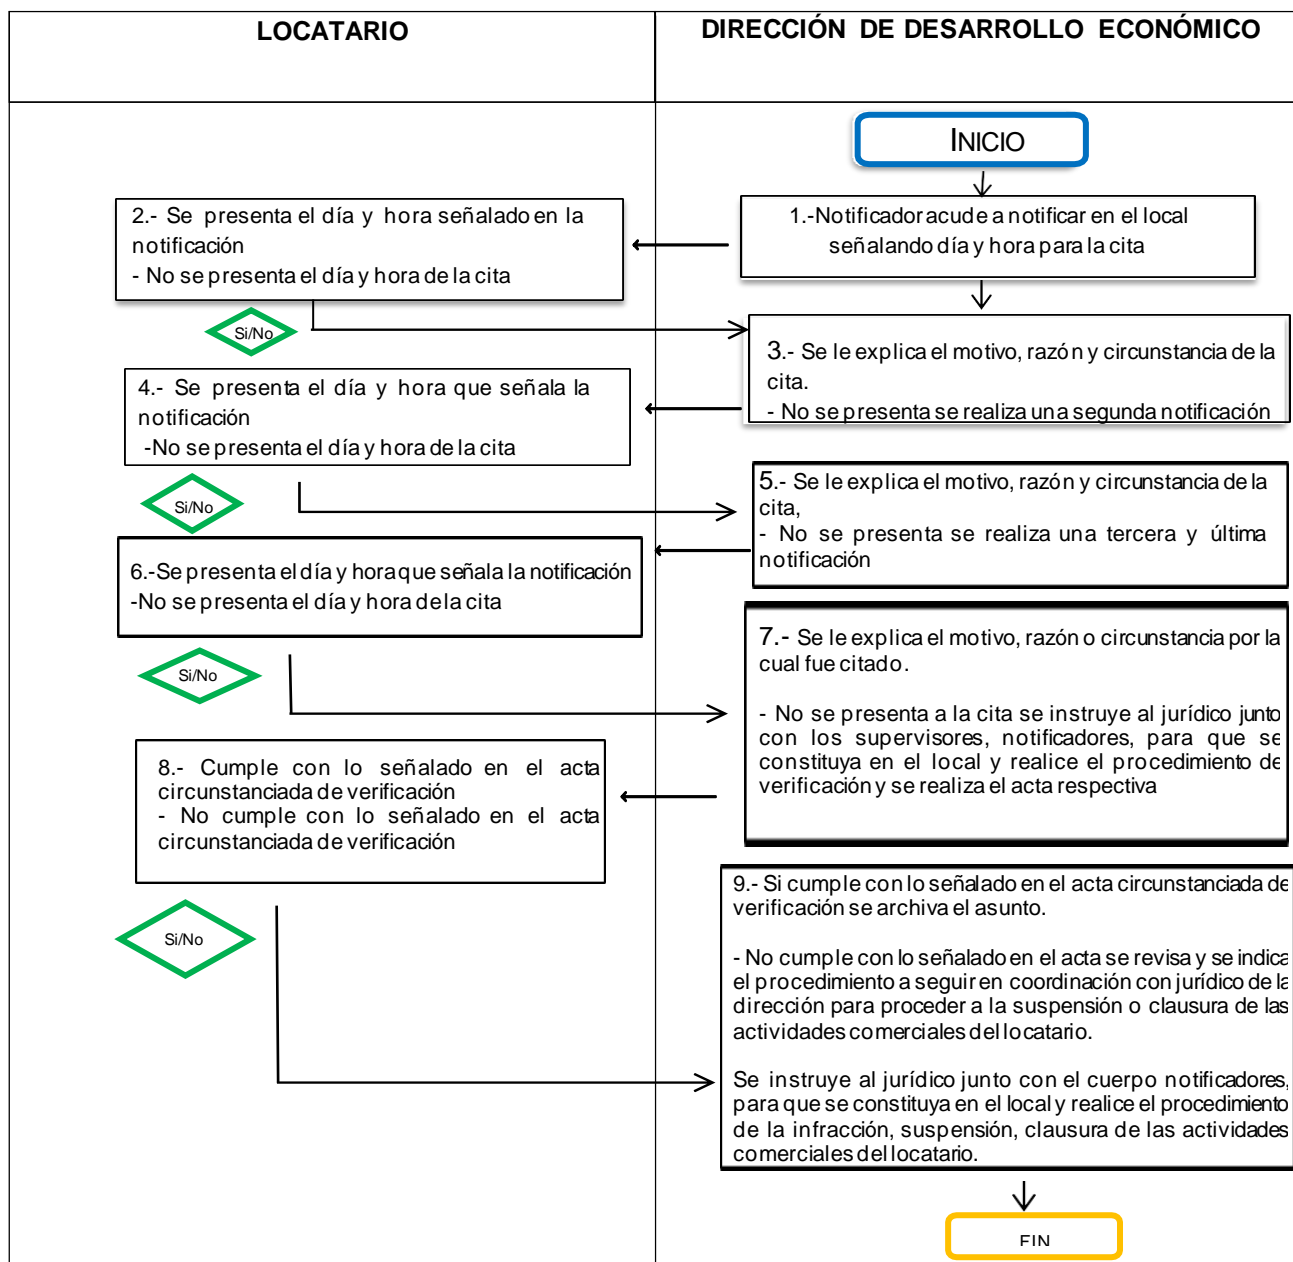 LOCATARIO
DIRECCIÓN DE DESARROLLO ECONÓMICO
INICIO
1.-Notificador acude a notificar en el local
señalando día y hora para la cita
2.- Se presenta el día y hora señalado en la
notificación
- No se presenta el día y hora de la cita
Si/No
3.- Se le explica el motivo, razón y circunstancia de la
cita.
- No se presenta se realiza una segunda notificación
4.- Se presenta el día y hora que señala la
notificación
-No se presenta el día y hora de la cita
Si/No
5.- Se le explica el motivo, razón y circunstancia de la
cita,
- No se presenta se realiza una tercera y última
notificación
6.-Se presenta el día y hora que señala la notificación
-No se presenta el día y hora de la cita
Si/No
7.- Se le explica el motivo, razón o circunstancia por la
cual fue citado.
- No se presenta a la cita se instruye al jurídico junto
con los supervisores, notificadores, para que se
constituya en el local y realice el procedimiento de
verificación y se realiza el acta respectiva
8.- Cumple con lo señalado en el acta
circunstanciada de verificación
- No cumple con lo señalado en el acta
circunstanciada de verificación
Si/No
9.- Si cumple con lo señalado en el acta circunstanciada de
verificación se archiva el asunto.
- No cumple con lo señalado en el acta se revisa y se indica
el procedimiento a seguir en coordinación con jurídico de la
dirección para proceder a la suspensión o clausura de las
actividades comerciales del locatario.
Se instruye al jurídico junto con el cuerpo notificadores,
para que se constituya en el local y realice el procedimiento
de la infracción, suspensión, clausura de las actividades
comerciales del locatario.
FIN